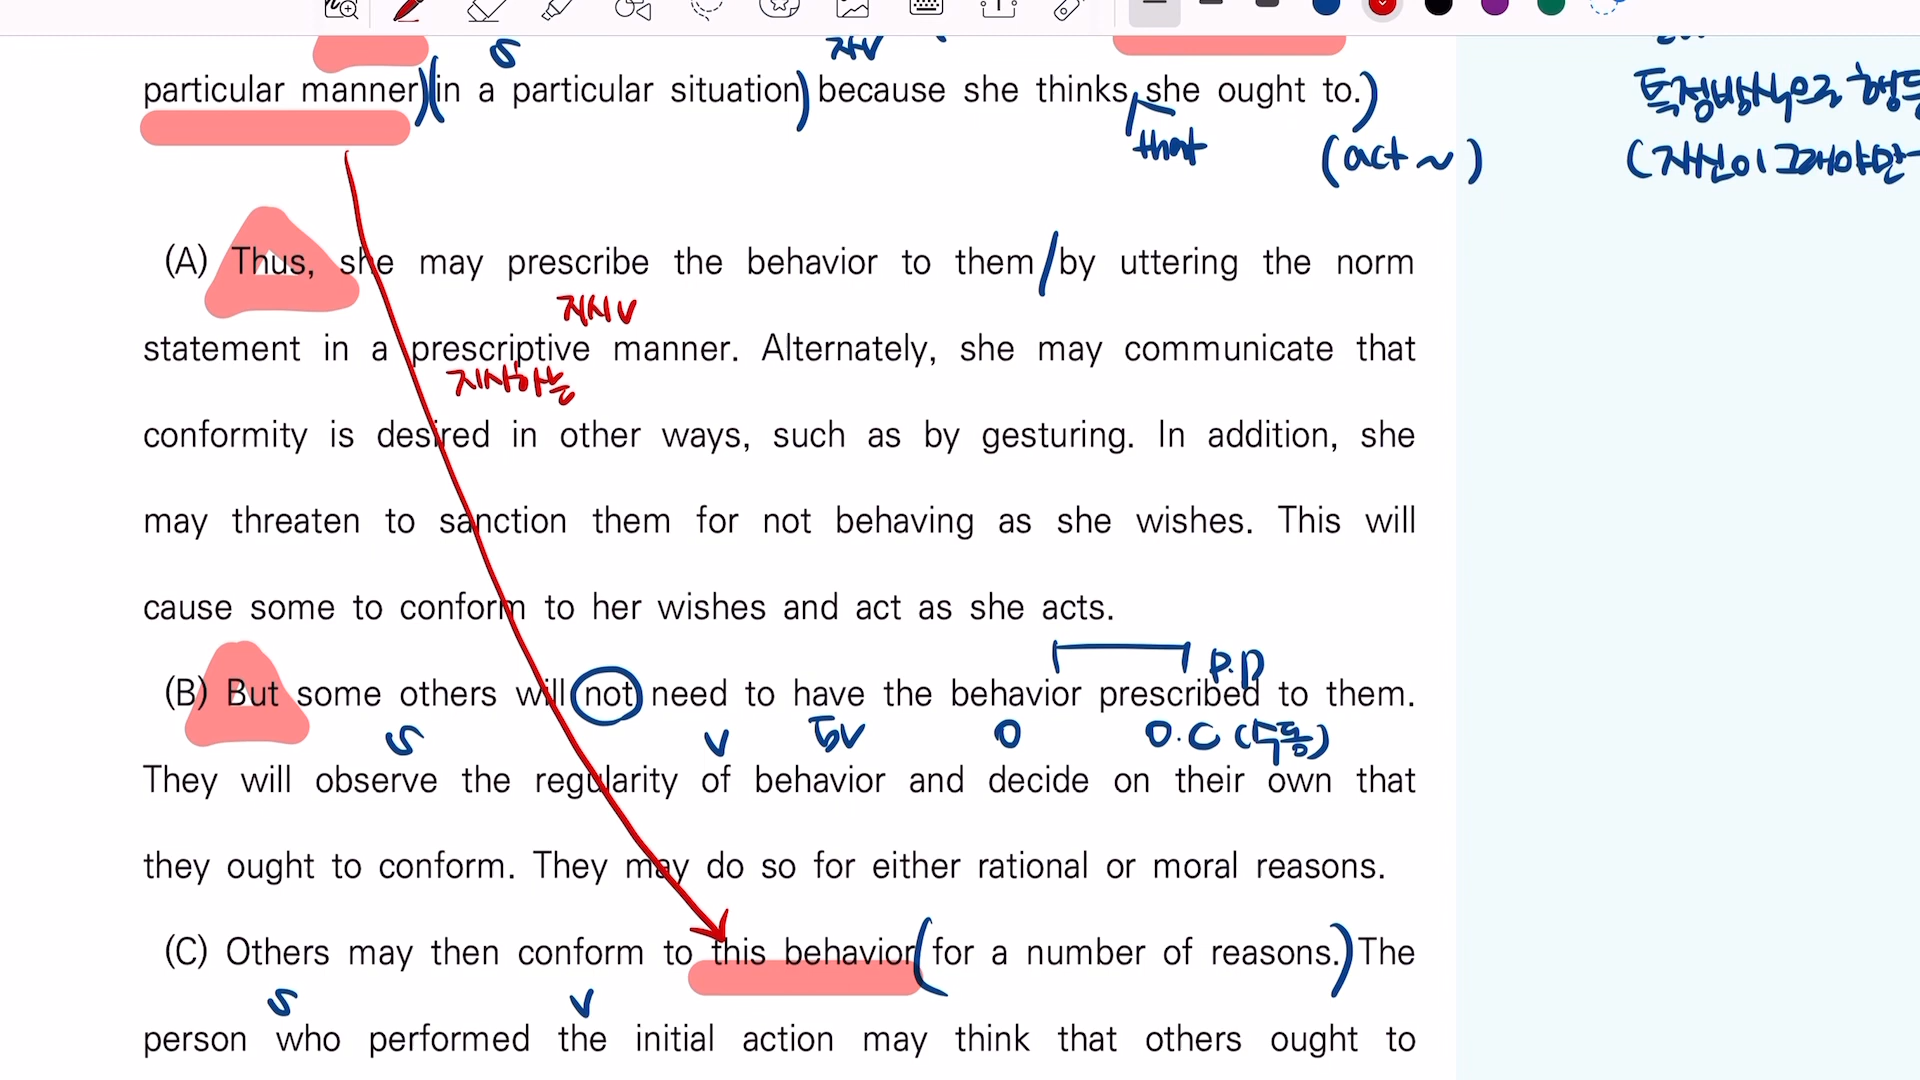 S 자V
particular manner)(in a particular situation) because she thinks she ought to.)
that
(act ~)
특정방식으로 행동
(자신이 그래야만
(A) Thus, she may prescribe the behavior to them / by uttering the norm
지시V
statement in a prescriptive manner. Alternately, she may communicate that
지시하는
conformity is desired in other ways, such as by gesturing. In addition, she
may threaten to sanction them for not behaving as she wishes. This will
cause some to conform to her wishes and act as she acts.
P.P
(B) But some others will not need to have the behavior prescribed to them.
S V 5V O O.C (수동)
They will observe the regularity of behavior and decide on their own that
they ought to conform. They may do so for either rational or moral reasons.
(C) Others may then conform to this behavior (for a number of reasons.) The
S V
person who performed the initial action may think that others ought to